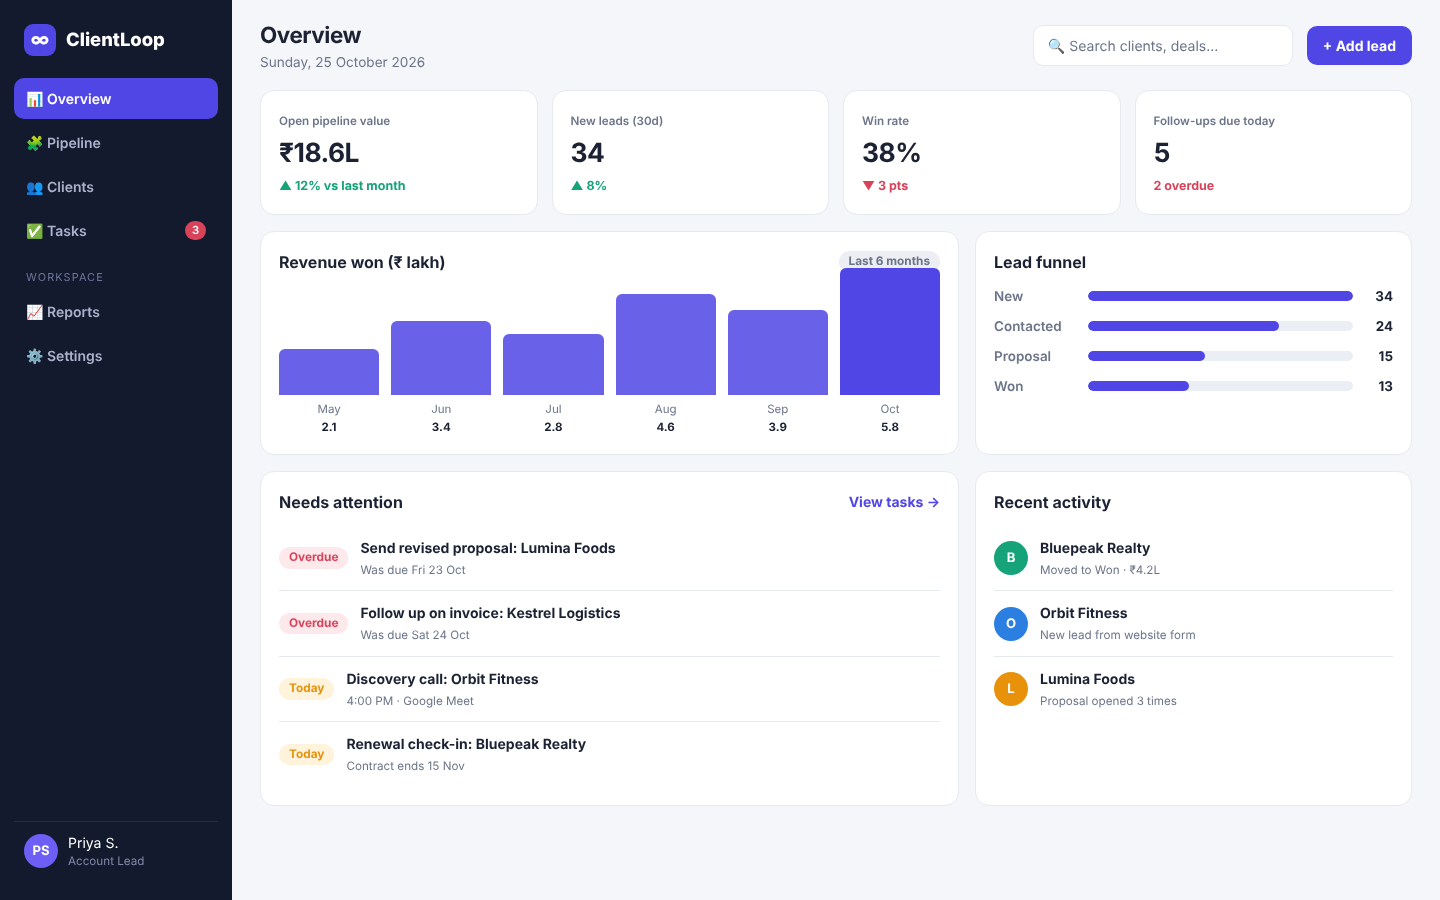 ClientLoop
📊 Overview
🧩 Pipeline
👥 Clients
✅ Tasks 3
WORKSPACE
📈 Reports
⚙️ Settings
PS
Priya S.
Account Lead
Overview
Sunday, 25 October 2026
🔍 Search clients, deals...
+ Add lead
Open pipeline value
₹18.6L
▲ 12% vs last month
New leads (30d)
34
▲ 8%
Win rate
38%
▼ 3 pts
Follow-ups due today
5
2 overdue
Revenue won (₹ lakh)
Last 6 months
May Jun Jul Aug Sep Oct
2.1 3.4 2.8 4.6 3.9 5.8
Lead funnel
New 34
Contacted 24
Proposal 15
Won 13
Needs attention
View tasks →
Overdue
Send revised proposal: Lumina Foods
Was due Fri 23 Oct
Overdue
Follow up on invoice: Kestrel Logistics
Was due Sat 24 Oct
Today
Discovery call: Orbit Fitness
4:00 PM · Google Meet
Today
Renewal check-in: Bluepeak Realty
Contract ends 15 Nov
Recent activity
B
Bluepeak Realty
Moved to Won · ₹4.2L
O
Orbit Fitness
New lead from website form
L
Lumina Foods
Proposal opened 3 times